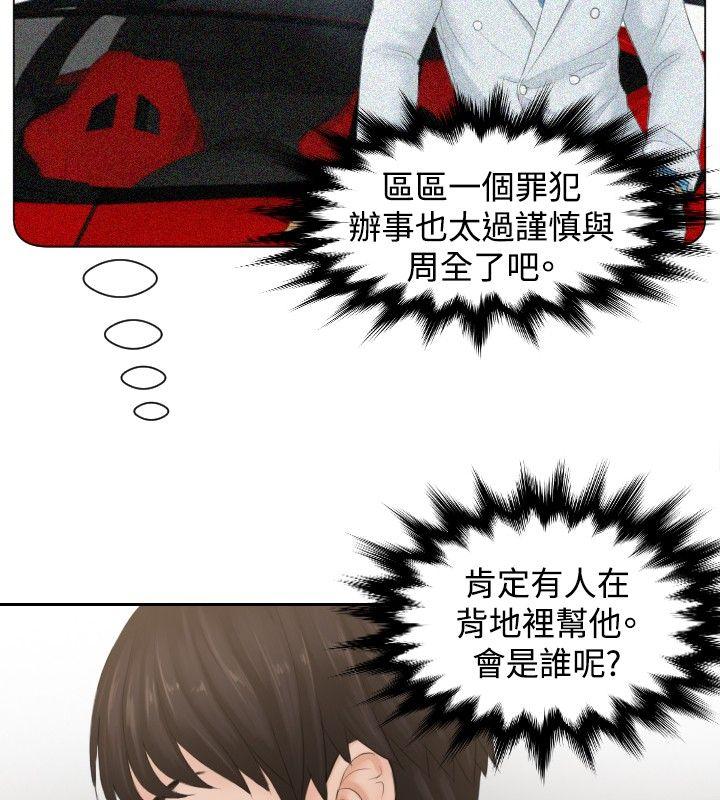 區區一個罪犯
辦事也太過謹慎與
周全了吧。
肯定有人在
背地裡幫他。
會是誰呢?